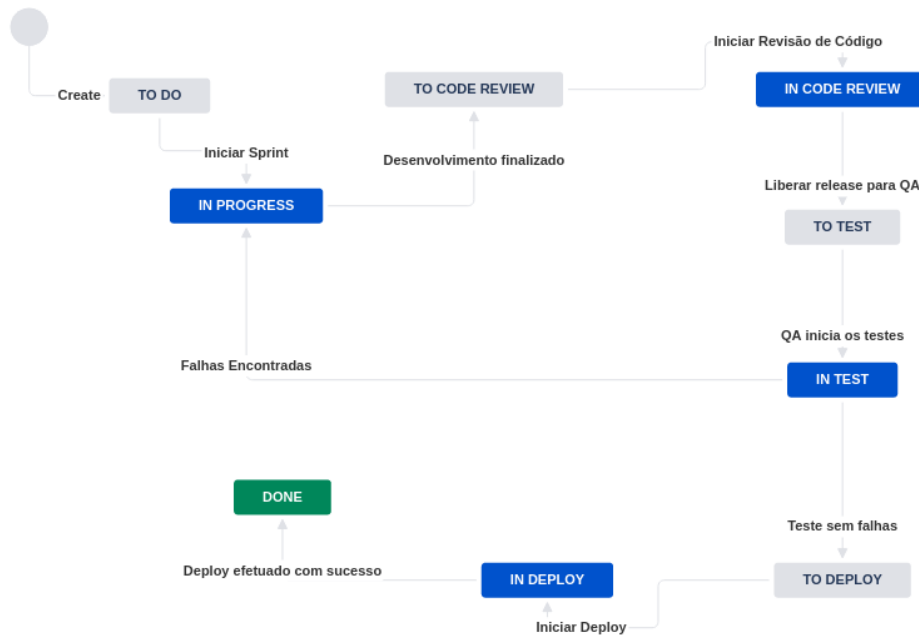 Iniciar Revisão de Código
Create
TO DO
TO CODE REVIEW
IN CODE REVIEW
Iniciar Sprint
Desenvolvimento finalizado
IN PROGRESS
Liberar release para QA
TO TEST
QA inicia os testes
Falhas Encontradas
IN TEST
DONE
Teste sem falhas
Deploy efetuado com sucesso
IN DEPLOY
TO DEPLOY
Iniciar Deploy